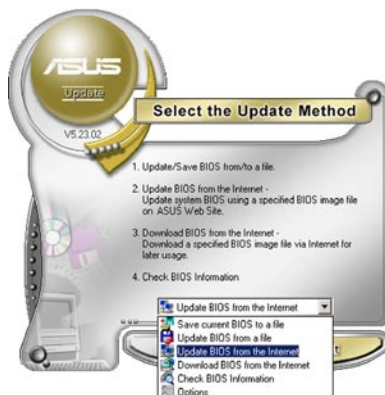 ASUS
Update
V5.23.02
Select the Update Method
1. Update/Save BIOS from/to a file.
2. Update BIOS from the Internet -
Update system BIOS using a specified BIOS image file
on ASUS Web Site.
3. Download BIOS from the Internet -
Download a specified BIOS image file via Internet for
later usage.
4. Check BIOS Information
Update BIOS from the Internet
Save current BIOS to a file
Update BIOS from a file
Update BIOS from the Internet
Download BIOS from the Internet
Check BIOS Information
Options